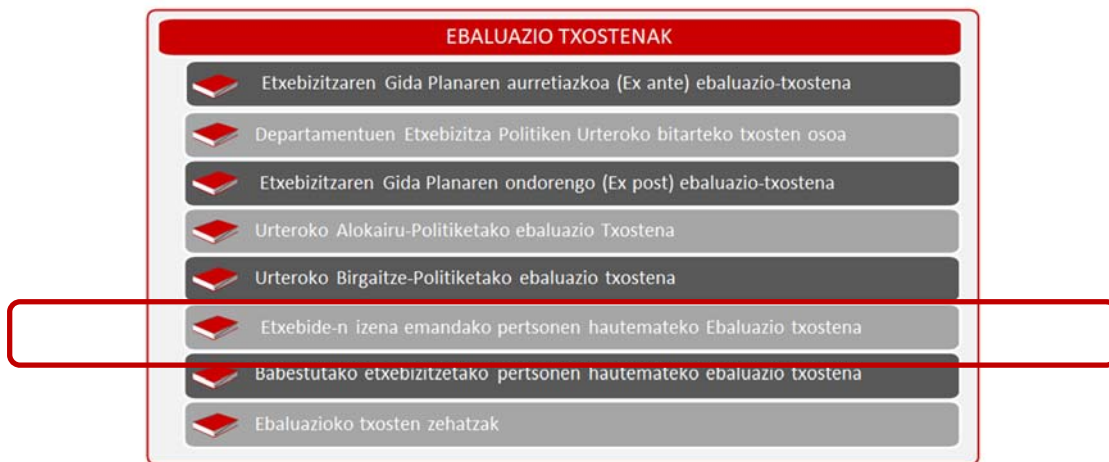 EBALUAZIO TXOSTENAK
Etxebizitzaren Gida Planaren aurretiazkoa (Ex ante) ebaluazio-txostena
Departamentuen Etxebizitza Politiken Urteroko bitarteko txosten osoa
Etxebizitzaren Gida Planaren ondorengo (Ex post) ebaluazio-txostena
Urteroko Alokairu-Politiketako ebaluazio Txostena
Urteroko Birgaitze-Politiketako ebaluazio txostena
Etxebide-n izena emandako pertsonen hautemateko Ebaluazio txostena
Babestutako etxebizitzetako pertsonen hautemateko ebaluazio txostena
Ebaluazioko txosten zehatzak